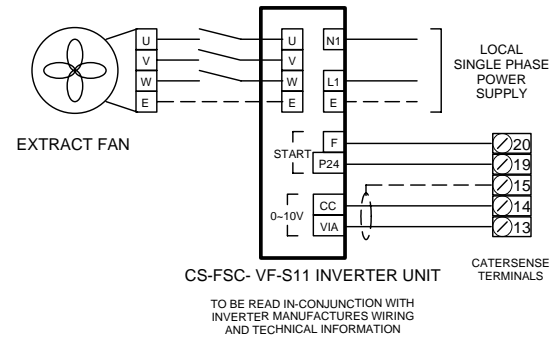 U
V
W
E
U
V
W
E
N1
L1
E
LOCAL
SINGLE PHASE
POWER
SUPPLY
EXTRACT FAN
START
F
P24
0~10V
CC
VIA
20
19
15
14
13
CATERSENSE
TERMINALS
CS-FSC- VF-S11 INVERTER UNIT
TO BE READ IN-CONJUNCTION WITH
INVERTER MANUFACTURES WIRING
AND TECHNICAL INFORMATION